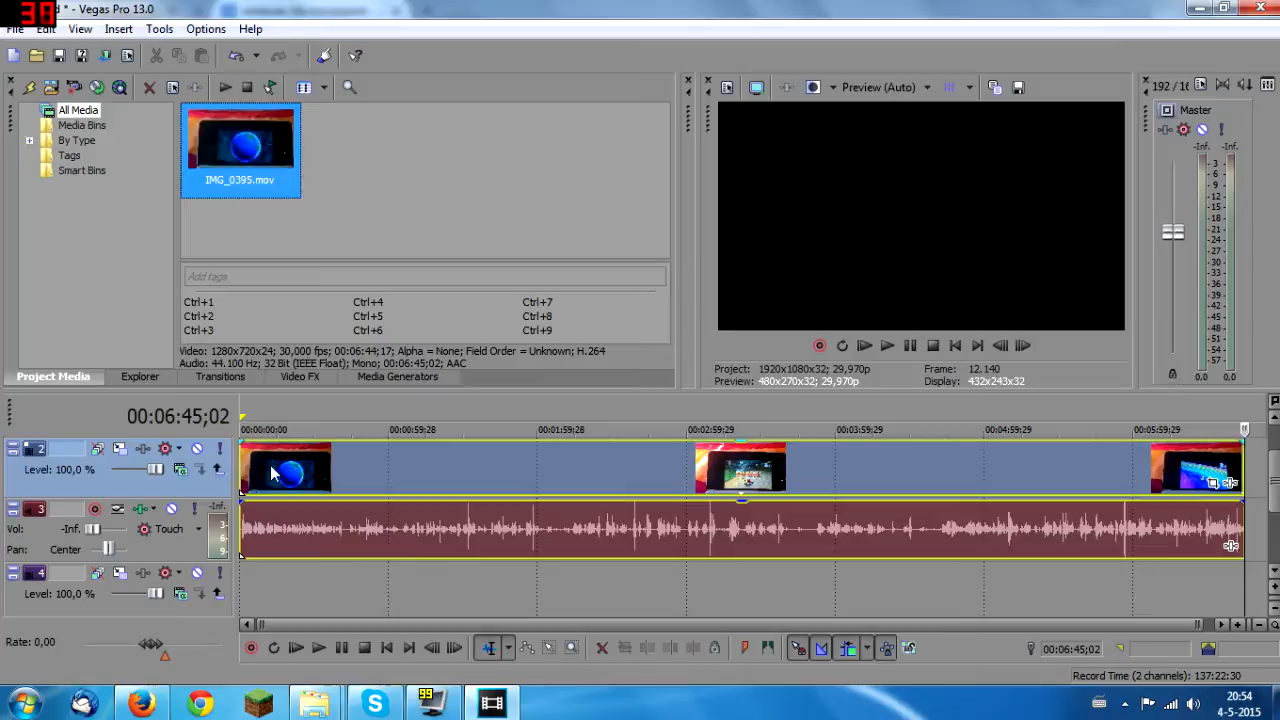 38
d * - Vegas Pro 13.0
File Edit View Insert Tools Options Help
All Media
Media Bins
By Type
Tags
Smart Bins
IMG_0395.mov
Add tags
Ctrl+1 Ctrl+4 Ctrl+7
Ctrl+2 Ctrl+5 Ctrl+8
Ctrl+3 Ctrl+6 Ctrl+9
Video: 1280x720x24; 30,000 fps; 00:06:44;17; Alpha = None; Field Order = Unknown; H.264
Audio: 44.100 Hz; 32 Bit (IEEE Float); Mono; 00:06:45;02; AAC
Project Media Explorer Transitions Video FX Media Generators
Preview (Auto)
Project: 1920x1080x32; 29,970p Frame: 12.140
Preview: 480x270x32; 29,970p Display: 432x243x32
192 / 16
Master
-Inf. -Inf.
- 3 -
- 6 -
- 9 -
-12-
-15-
-18-
-21-
-24-
-27-
-30-
-33-
-36-
-39-
-42-
-45-
-48-
-51-
-54-
-57-
0,0 0,0
00:06:45;02
00:00:00;00 00:00:59;28 00:01:59;28 00:02:59;29 00:03:59;29 00:04:59;29 00:05:59;29
2
Level: 100,0 %
3
-Inf.
Vol: -Inf. Touch
3-
6-
9-
Pan: Center
4
Level: 100,0 %
Rate: 0,00
00:06:45;02
Record Time (2 channels): 137:22:30
99
20:54
4-5-2015